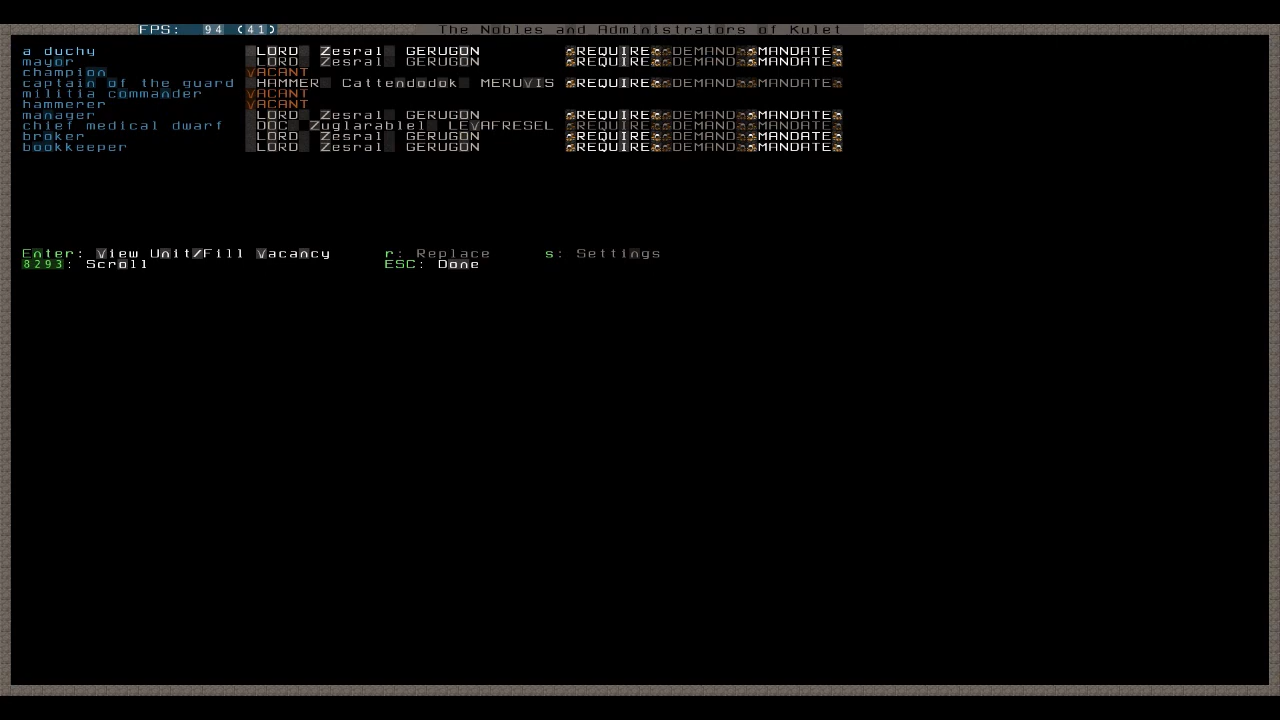 FPS: 94 (41) The Nobles and Administrators of Kulet
a duchy LORD Zesral GERUGON REQUIRE DEMAND MANDATE
mayor LORD Zesral GERUGON REQUIRE DEMAND MANDATE
champion VACANT
captain of the guard HAMMER Cattendodok MERUVIS REQUIRE DEMAND MANDATE
militia commander VACANT
hammerer VACANT
manager LORD Zesral GERUGON REQUIRE DEMAND MANDATE
chief medical dwarf DOC Zuglarablel LEVAFRESEL REQUIRE DEMAND MANDATE
broker LORD Zesral GERUGON REQUIRE DEMAND MANDATE
bookkeeper LORD Zesral GERUGON REQUIRE DEMAND MANDATE
Enter: View Unit/Fill Vacancy r: Replace s: Settings
8293: Scroll ESC: Done